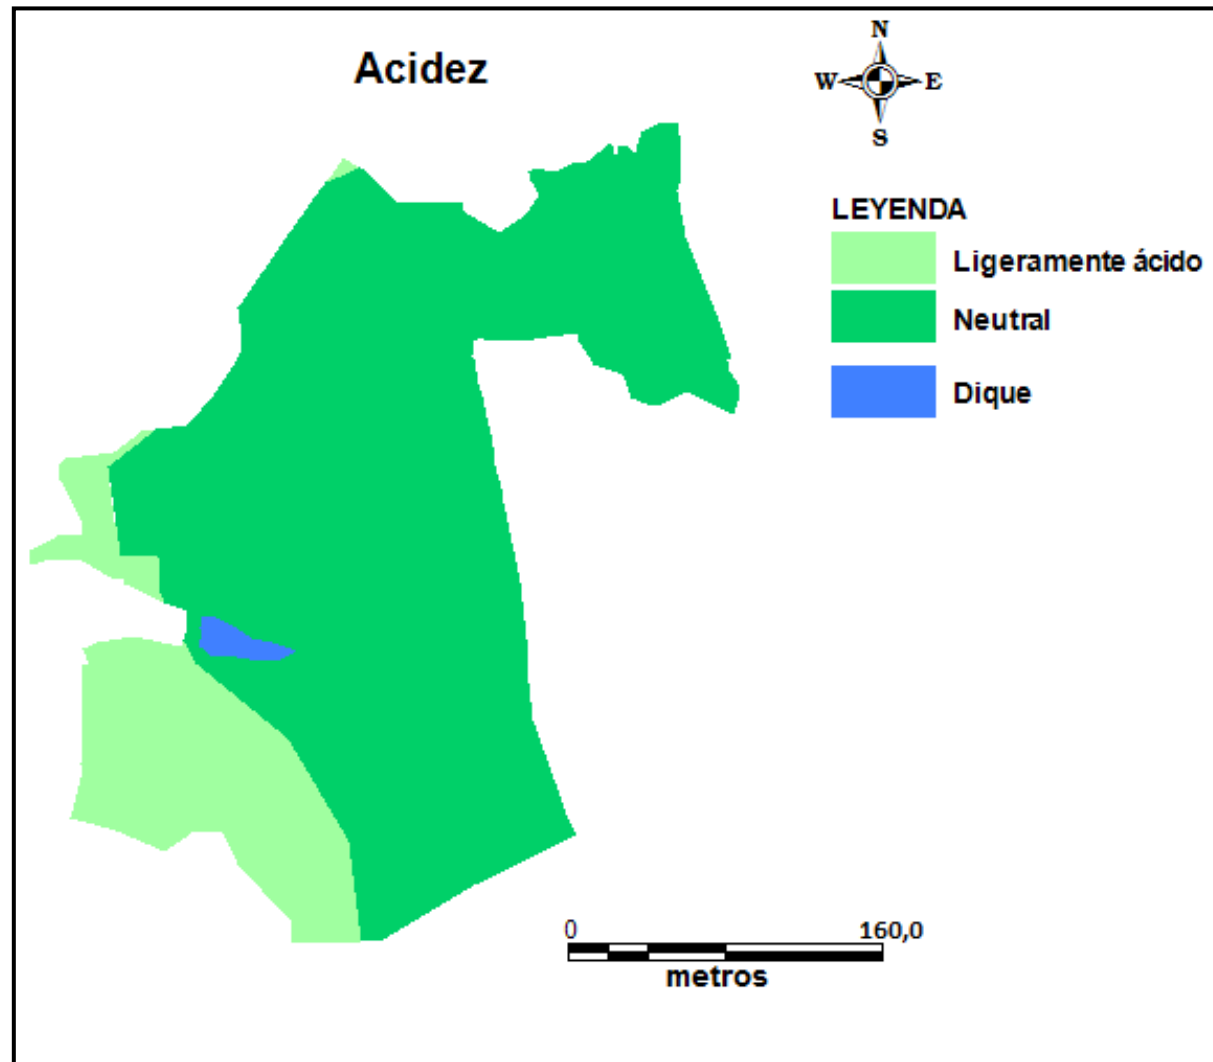 Acidez
N
W E
S
LEYENDA
Ligeramente ácido
Neutral
Dique
0 160,0
metros